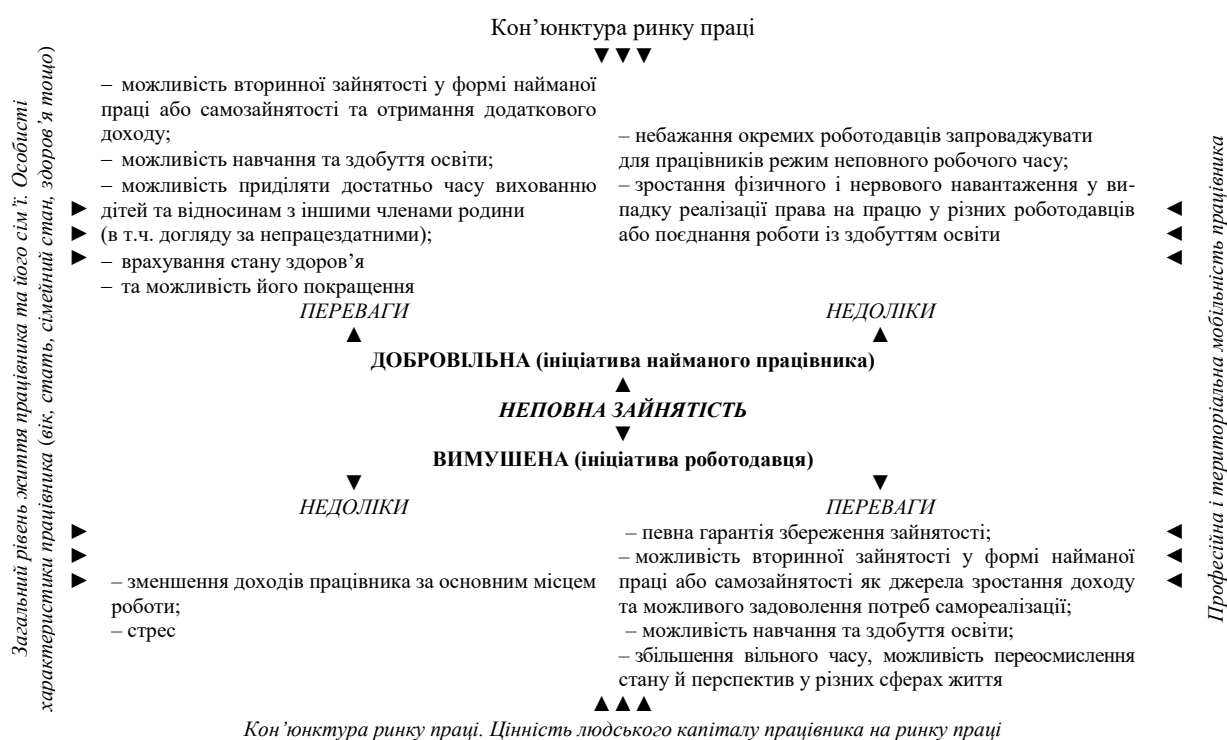 Кон’юнктура ринку праці
▼▼▼
– можливість вторинної зайнятості у формі найманої
праці або самозайнятості та отримання додаткового
доходу;
– можливість навчання та здобуття освіти;
– можливість приділяти достатньо часу вихованню
дітей та відносинам з іншими членами родини
(в т.ч. догляду за непрацездатними);
– врахування стану здоров’я
– та можливість його покращення
ПЕРЕВАГИ
– небажання окремих роботодавців запроваджувати
для працівників режим неповного робочого часу;
– зростання фізичного і нервового навантаження у ви-
падку реалізації права на працю у різних роботодавців
або поєднання роботи із здобуттям освіти
НЕДОЛІКИ
▲ ▲
ДОБРОВІЛЬНА (ініціатива найманого працівника)
▲
НЕПОВНА ЗАЙНЯТІСТЬ
▼
ВИМУШЕНА (ініціатива роботодавця)
▼ ▼
НЕДОЛІКИ
– зменшення доходів працівника за основним місцем
роботи;
– стрес
ПЕРЕВАГИ
– певна гарантія збереження зайнятості;
– можливість вторинної зайнятості у формі найманої
праці або самозайнятості як джерела зростання доходу
та можливого задоволення потреб самореалізації;
– можливість навчання та здобуття освіти;
– збільшення вільного часу, можливість переосмислення
стану й перспектив у різних сферах життя
▲▲▲
Кон’юнктура ринку праці. Цінність людського капіталу працівника на ринку праці
Загальний рівень життя працівника та його сім’ї. Особисті
характеристики працівника (вік, стать, сімейний стан, здоров’я тощо)
Професійна і територіальна мобільність працівника